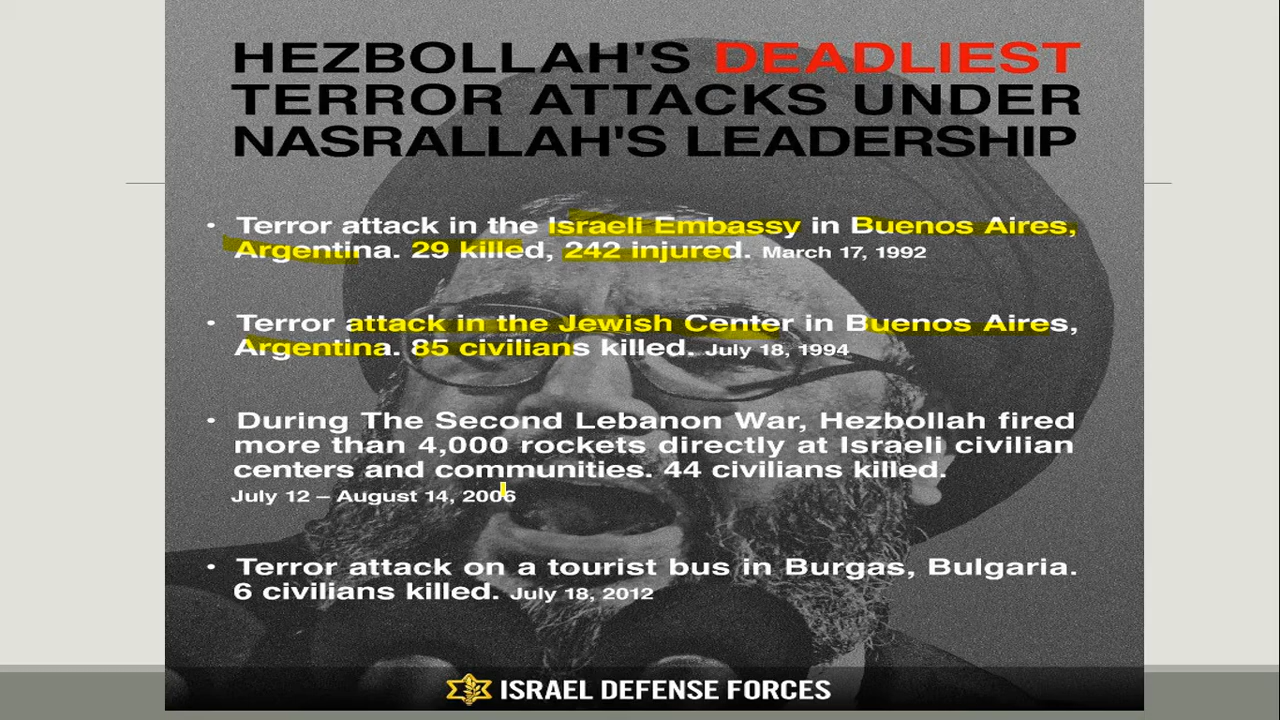 HEZBOLLAH'S DEADLIEST
TERROR ATTACKS UNDER
NASRALLAH'S LEADERSHIP
• Terror attack in the Israeli Embassy in Buenos Aires,
Argentina. 29 killed, 242 injured. March 17, 1992
• Terror attack in the Jewish Center in Buenos Aires,
Argentina. 85 civilians killed. July 18, 1994
• During The Second Lebanon War, Hezbollah fired
more than 4,000 rockets directly at Israeli civilian
centers and communities. 44 civilians killed.
July 12 – August 14, 2006
• Terror attack on a tourist bus in Burgas, Bulgaria.
6 civilians killed. July 18, 2012
ISRAEL DEFENSE FORCES